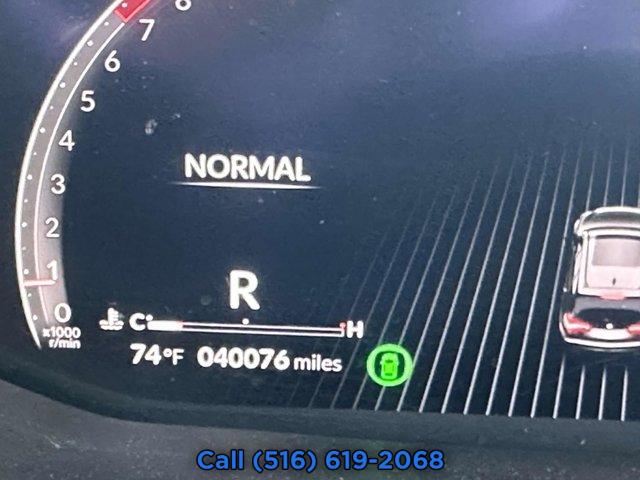 8
7
6
5
4
3
2
1
0
x1000
r/min
NORMAL
R
C H
74°F 040076 miles
Call (516) 619-2068